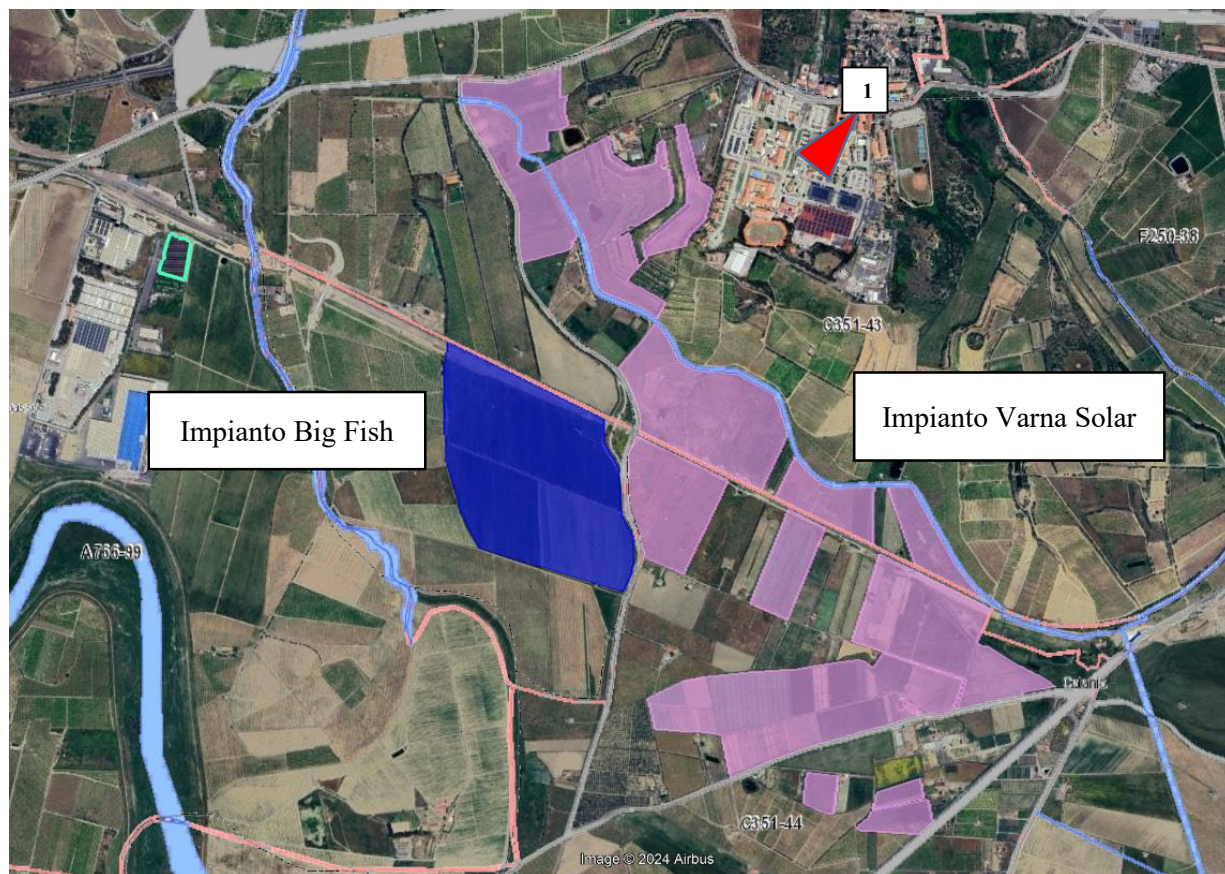 1
F250-38
C351-43
Impianto Big Fish
Impianto Varna Solar
A766-99
C351-44
Image © 2024 Airbus